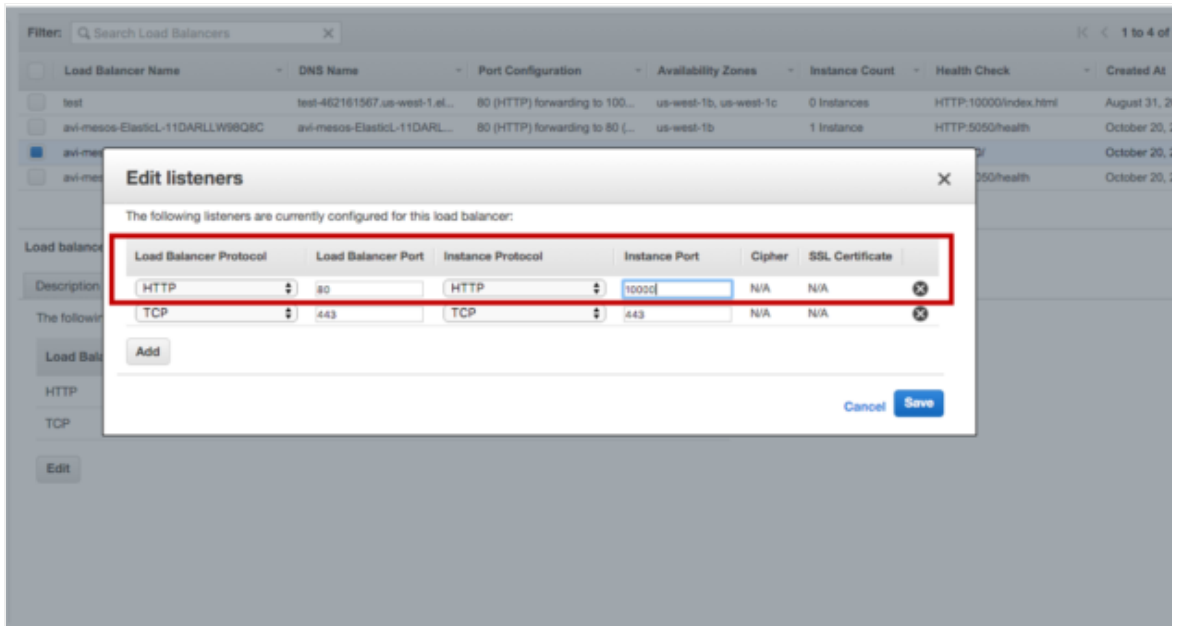 Filter: Search Load Balancers 1 to 4 of
Load Balancer Name DNS Name Port Configuration Availability Zones Instance Count Health Check Created At
test test-462161567.us-west-1.el... 80 (HTTP) forwarding to 100... us-west-1b, us-west-1c 0 Instances HTTP:10000/index.html August 31, 2
avi-mesos-ElasticL-11DARLLW98Q8C avi-mesos-ElasticL-11DARL... 80 (HTTP) forwarding to 80 (... us-west-1b 1 Instance HTTP:5050/health October 20, 2
avi-mes 0/ October 20, 2
avi-mes 050/health October 20, 2
Edit listeners
The following listeners are currently configured for this load balancer:
Load balance
Load Balancer Protocol Load Balancer Port Instance Protocol Instance Port Cipher SSL Certificate
Description HTTP 80 HTTP 10000 N/A N/A
The followin TCP 443 TCP 443 N/A N/A
Add
Load Bala
HTTP
Cancel Save
TCP
Edit